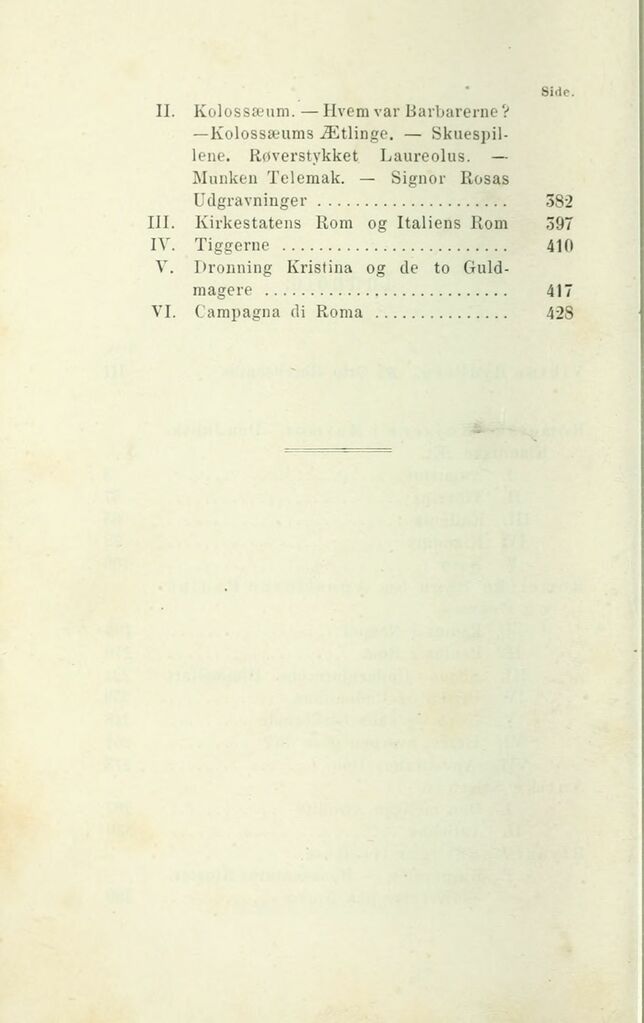 Side.
II. Kolossæum. — Hvem var Barbarerne?
—Kolossæums Ætlinge. — Skuespil-
lene. Røverstykket Laureolus. —
Munken Telemak. — Signor Rosas
Udgravninger ...................... 382
III. Kirkestatens Rom og Italiens Rom 397
IV. Tiggerne .......................... 410
V. Dronning Kristina og de to Guld-
magere ............................ 417
VI. Campagna di Roma ............... 428